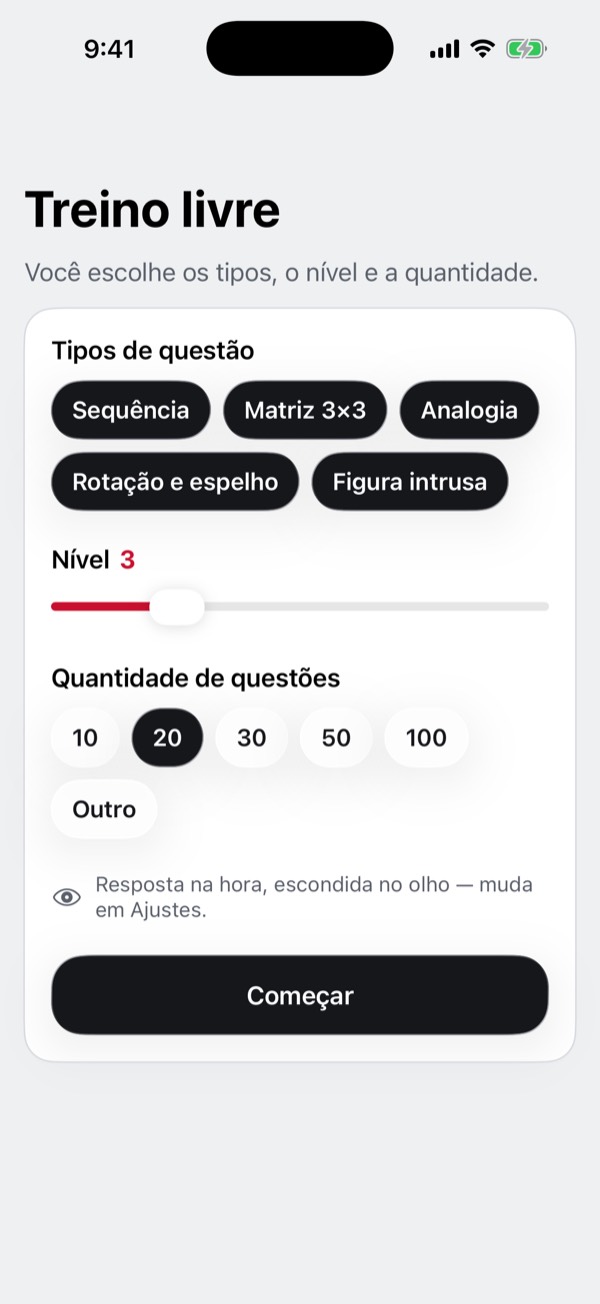 9:41
Treino livre
Você escolhe os tipos, o nível e a quantidade.
Tipos de questão
Sequência Matriz 3×3 Analogia
Rotação e espelho Figura intrusa
Nível 3
Quantidade de questões
10 20 30 50 100
Outro
Resposta na hora, escondida no olho — muda
em Ajustes.
Começar